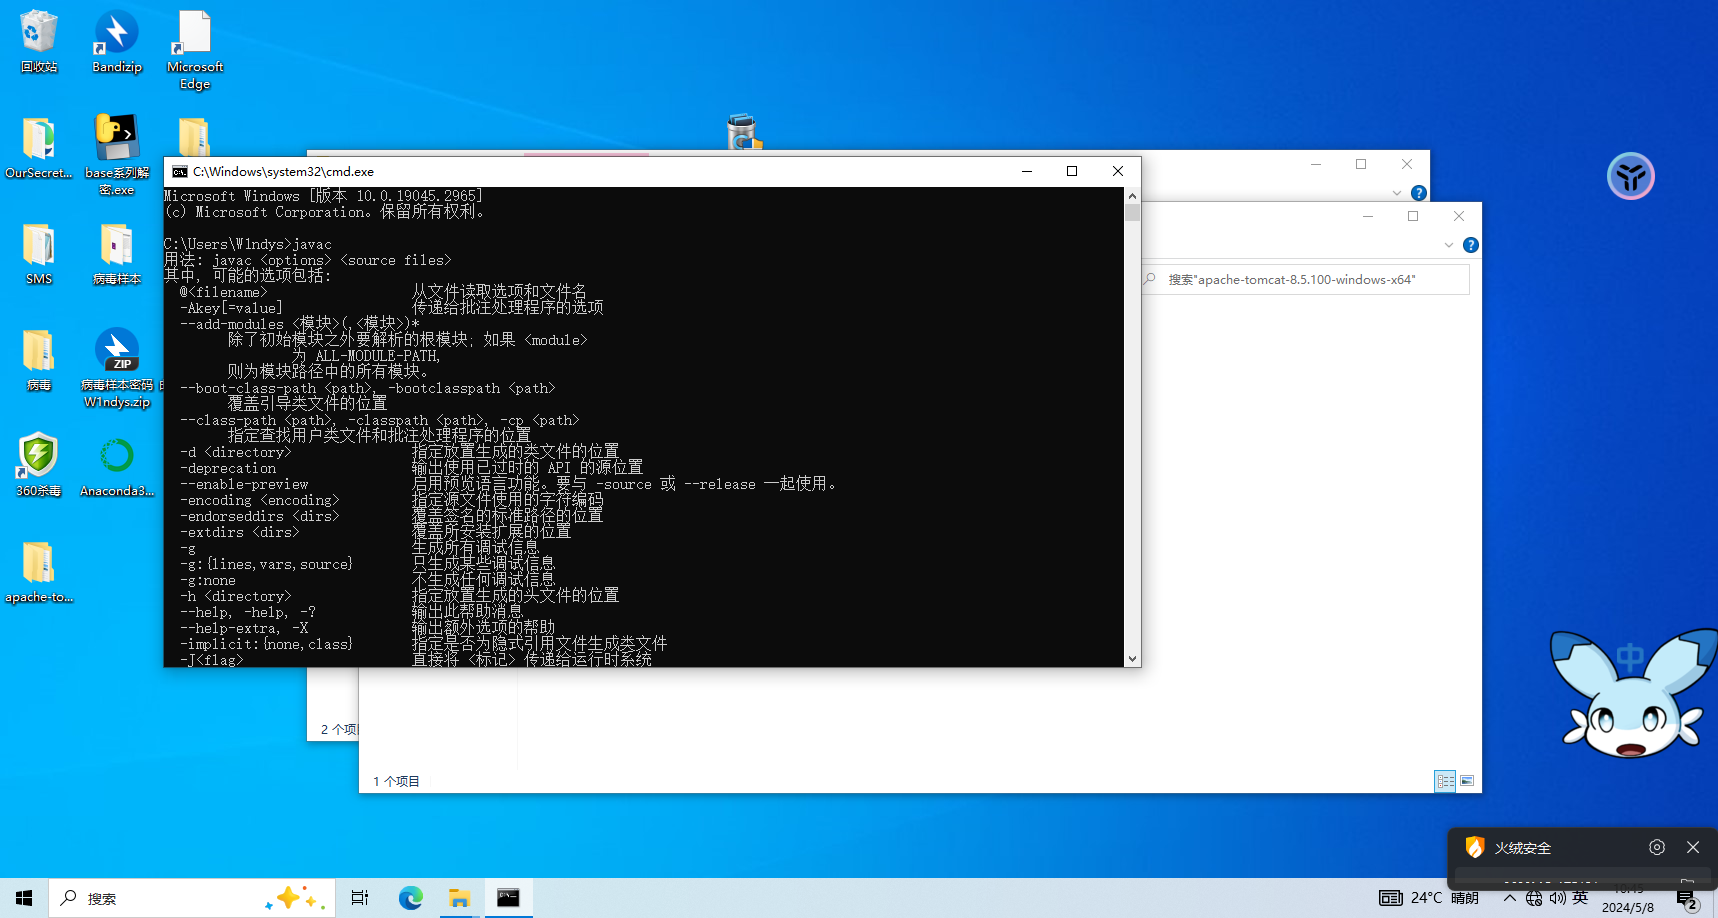 回收站
Bandizip
Microsoft
Edge
OurSecret...
base系列解
密.exe
SMS
病毒样本
病毒
病毒样本密码
W1ndys.zip
360杀毒
Anaconda3...
apache-to...
C:\Windows\system32\cmd.exe
Microsoft Windows [版本 10.0.19045.2965]
(c) Microsoft Corporation。保留所有权利。
C:\Users\W1ndys>javac
用法: javac <options> <source files>
其中, 可能的选项包括:
@<filename> 从文件读取选项和文件名
-Akey[=value] 传递给批注处理程序的选项
--add-modules <模块>(,<模块>)*
除了初始模块之外要解析的根模块; 如果 <module>
为 ALL-MODULE-PATH,
则为模块路径中的所有模块。
--boot-class-path <path>, -bootclasspath <path>
覆盖引导类文件的位置
--class-path <path>, -classpath <path>, -cp <path>
指定查找用户类文件和批注处理程序的位置
-d <directory> 指定放置生成的类文件的位置
-deprecation 输出使用已过时的 API 的源位置
--enable-preview 启用预览语言功能。要与 -source 或 --release 一起使用。
-encoding <encoding> 指定源文件使用的字符编码
-endorseddirs <dirs> 覆盖签名的标准路径的位置
-extdirs <dirs> 覆盖所安装扩展的位置
-g 生成所有调试信息
-g:{lines,vars,source} 只生成某些调试信息
-g:none 不生成任何调试信息
-h <directory> 指定放置生成的头文件的位置
--help, -help, -? 输出此帮助消息
--help-extra, -X 输出额外选项的帮助
-implicit:{none,class} 指定是否为隐式引用文件生成类文件
-J<flag> 直接将 <标记> 传递给运行时系统
搜索"apache-tomcat-8.5.100-windows-x64"
2 个项
1 个项目
中
火绒安全
搜索
24°C 晴朗
英
2024/5/8
2